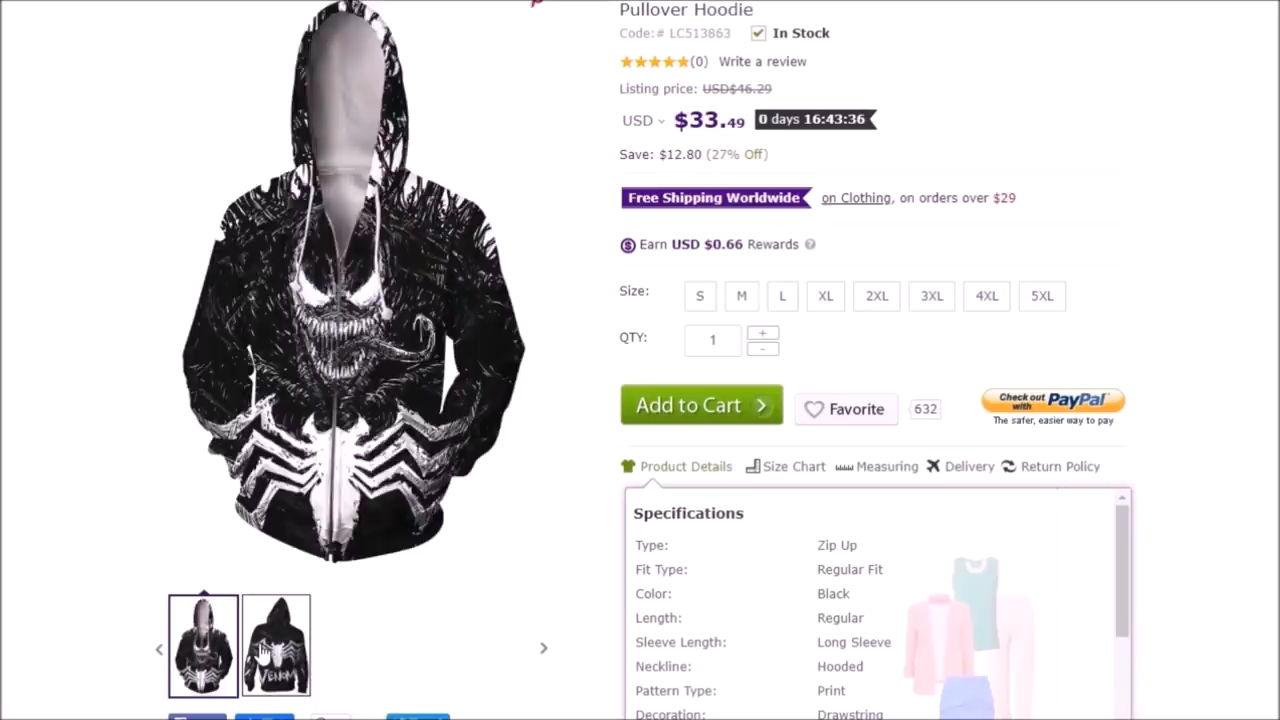 Pullover Hoodie
Code:# LC513863 In Stock
(0) Write a review
Listing price: USD$46.29
USD $33.49 0 days 16:43:36
Save: $12.80 (27% Off)
Free Shipping Worldwide on Clothing, on orders over $29
Earn USD $0.66 Rewards ?
Size: S M L XL 2XL 3XL 4XL 5XL
QTY: 1 + -
Add to Cart Favorite 632 Check out with PayPal
The safer, easier way to pay
Product Details Size Chart Measuring Delivery Return Policy
Specifications
Type: Zip Up
Fit Type: Regular Fit
Color: Black
Length: Regular
Sleeve Length: Long Sleeve
Neckline: Hooded
Pattern Type: Print
Decoration: Drawstring
VENOM